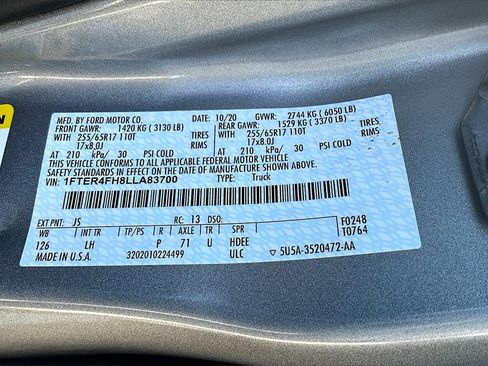 MFD. BY FORD MOTOR CO. 10/20 GVWR: 2744 KG (6050 LB)
FRONT GAWR: 1420 KG (3130 LB) REAR GAWR: 1529 KG (3370 LB)
WITH 255/65R17 110T TIRES WITH 255/65R17 110T TIRES
17x8.0J RIMS 17x8.0J RIMS
AT 210 kPa/ 30 PSI COLD AT 210 kPa/ 30 PSI COLD
THIS VEHICLE CONFORMS TO ALL APPLICABLE FEDERAL MOTOR VEHICLE
SAFETY STANDARDS IN EFFECT ON THE DATE OF MANUFACTURE SHOWN ABOVE.
VIN: 1FTER4FH8LLA83700 TYPE: Truck
EXT PNT: JS RC: 13 DSO: F0248
WB INT TR TP/PS R AXLE TR SPR T0764
126 LH P 71 U HDEE
MADE IN U.S.A. 3202010224499 ULC ▽ 5U5A-3520472-AA